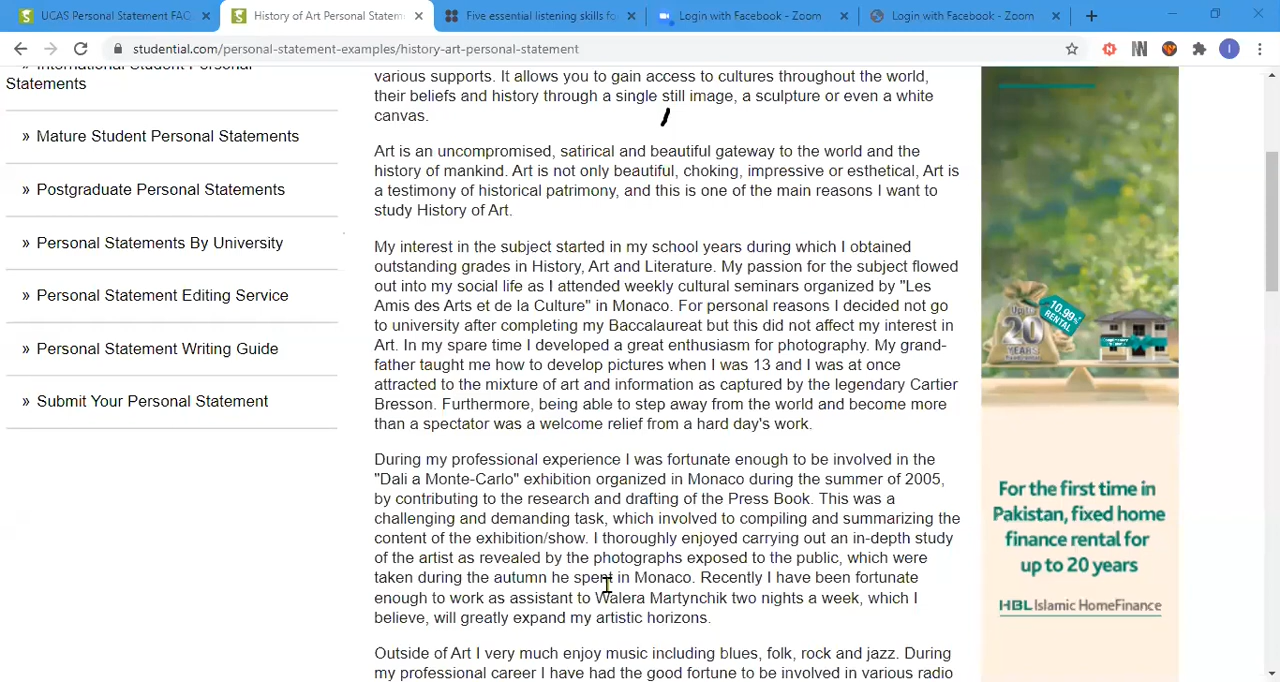 UCAS Personal Statement FAQ
History of Art Personal Statem
Five essential listening skills fo
Login with Facebook - Zoom
Login with Facebook - Zoom
studential.com/personal-statement-examples/history-art-personal-statement
International Student Personal
Statements
» Mature Student Personal Statements
» Postgraduate Personal Statements
» Personal Statements By University
» Personal Statement Editing Service
» Personal Statement Writing Guide
» Submit Your Personal Statement
various supports. It allows you to gain access to cultures throughout the world,
their beliefs and history through a single still image, a sculpture or even a white
canvas.
Art is an uncompromised, satirical and beautiful gateway to the world and the
history of mankind. Art is not only beautiful, choking, impressive or esthetical, Art is
a testimony of historical patrimony, and this is one of the main reasons I want to
study History of Art.
My interest in the subject started in my school years during which I obtained
outstanding grades in History, Art and Literature. My passion for the subject flowed
out into my social life as I attended weekly cultural seminars organized by "Les
Amis des Arts et de la Culture" in Monaco. For personal reasons I decided not go
to university after completing my Baccalaureat but this did not affect my interest in
Art. In my spare time I developed a great enthusiasm for photography. My grand-
father taught me how to develop pictures when I was 13 and I was at once
attracted to the mixture of art and information as captured by the legendary Cartier
Bresson. Furthermore, being able to step away from the world and become more
than a spectator was a welcome relief from a hard day's work.
During my professional experience I was fortunate enough to be involved in the
"Dali a Monte-Carlo" exhibition organized in Monaco during the summer of 2005,
by contributing to the research and drafting of the Press Book. This was a
challenging and demanding task, which involved to compiling and summarizing the
content of the exhibition/show. I thoroughly enjoyed carrying out an in-depth study
of the artist as revealed by the photographs exposed to the public, which were
taken during the autumn he spent in Monaco. Recently I have been fortunate
enough to work as assistant to Walera Martynchik two nights a week, which I
believe, will greatly expand my artistic horizons.
Outside of Art I very much enjoy music including blues, folk, rock and jazz. During
my professional career I have had the good fortune to be involved in various radio
Up to
20
YEARS
10.99%
RENTAL
For the first time in
Pakistan, fixed home
finance rental for
up to 20 years
HBL Islamic HomeFinance